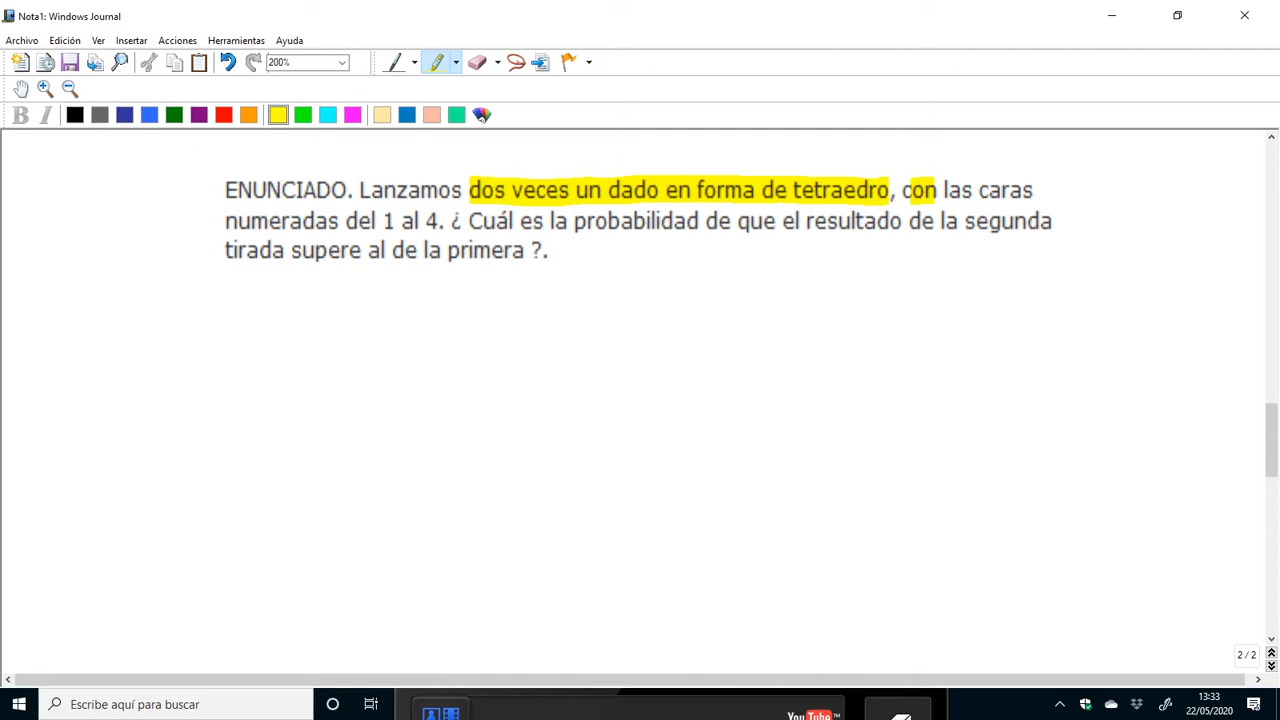 Nota1: Windows Journal
Archivo Edición Ver Insertar Acciones Herramientas Ayuda
200%
B I
ENUNCIADO. Lanzamos dos veces un dado en forma de tetraedro, con las caras
numeradas del 1 al 4. ¿ Cuál es la probabilidad de que el resultado de la segunda
tirada supere al de la primera ?.
2 / 2
Escribe aquí para buscar
YouTube
13:33
22/05/2020